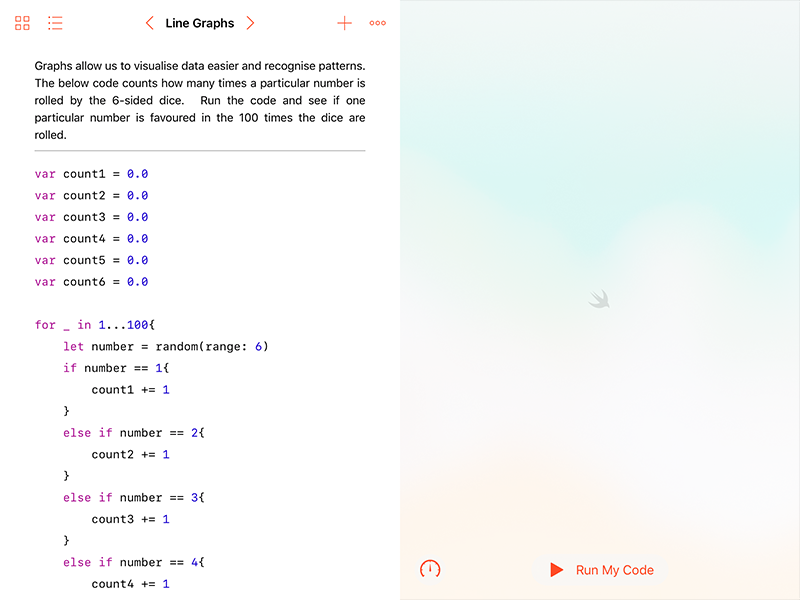 Line Graphs
Graphs allow us to visualise data easier and recognise patterns.
The below code counts how many times a particular number is
rolled by the 6-sided dice. Run the code and see if one
particular number is favoured in the 100 times the dice are
rolled.
var count1 = 0.0
var count2 = 0.0
var count3 = 0.0
var count4 = 0.0
var count5 = 0.0
var count6 = 0.0
for _ in 1...100{
let number = random(range: 6)
if number == 1{
count1 += 1
}
else if number == 2{
count2 += 1
}
else if number == 3{
count3 += 1
}
else if number == 4{
count4 += 1
Run My Code